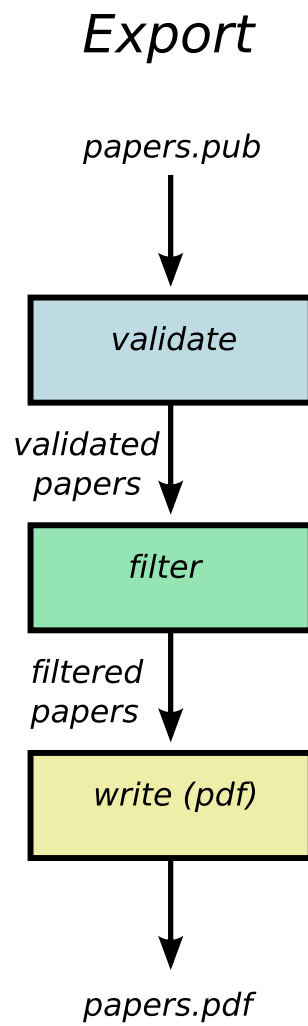 Export
papers.pub
validate
validated
papers
filter
filtered
papers
write (pdf)
papers.pdf